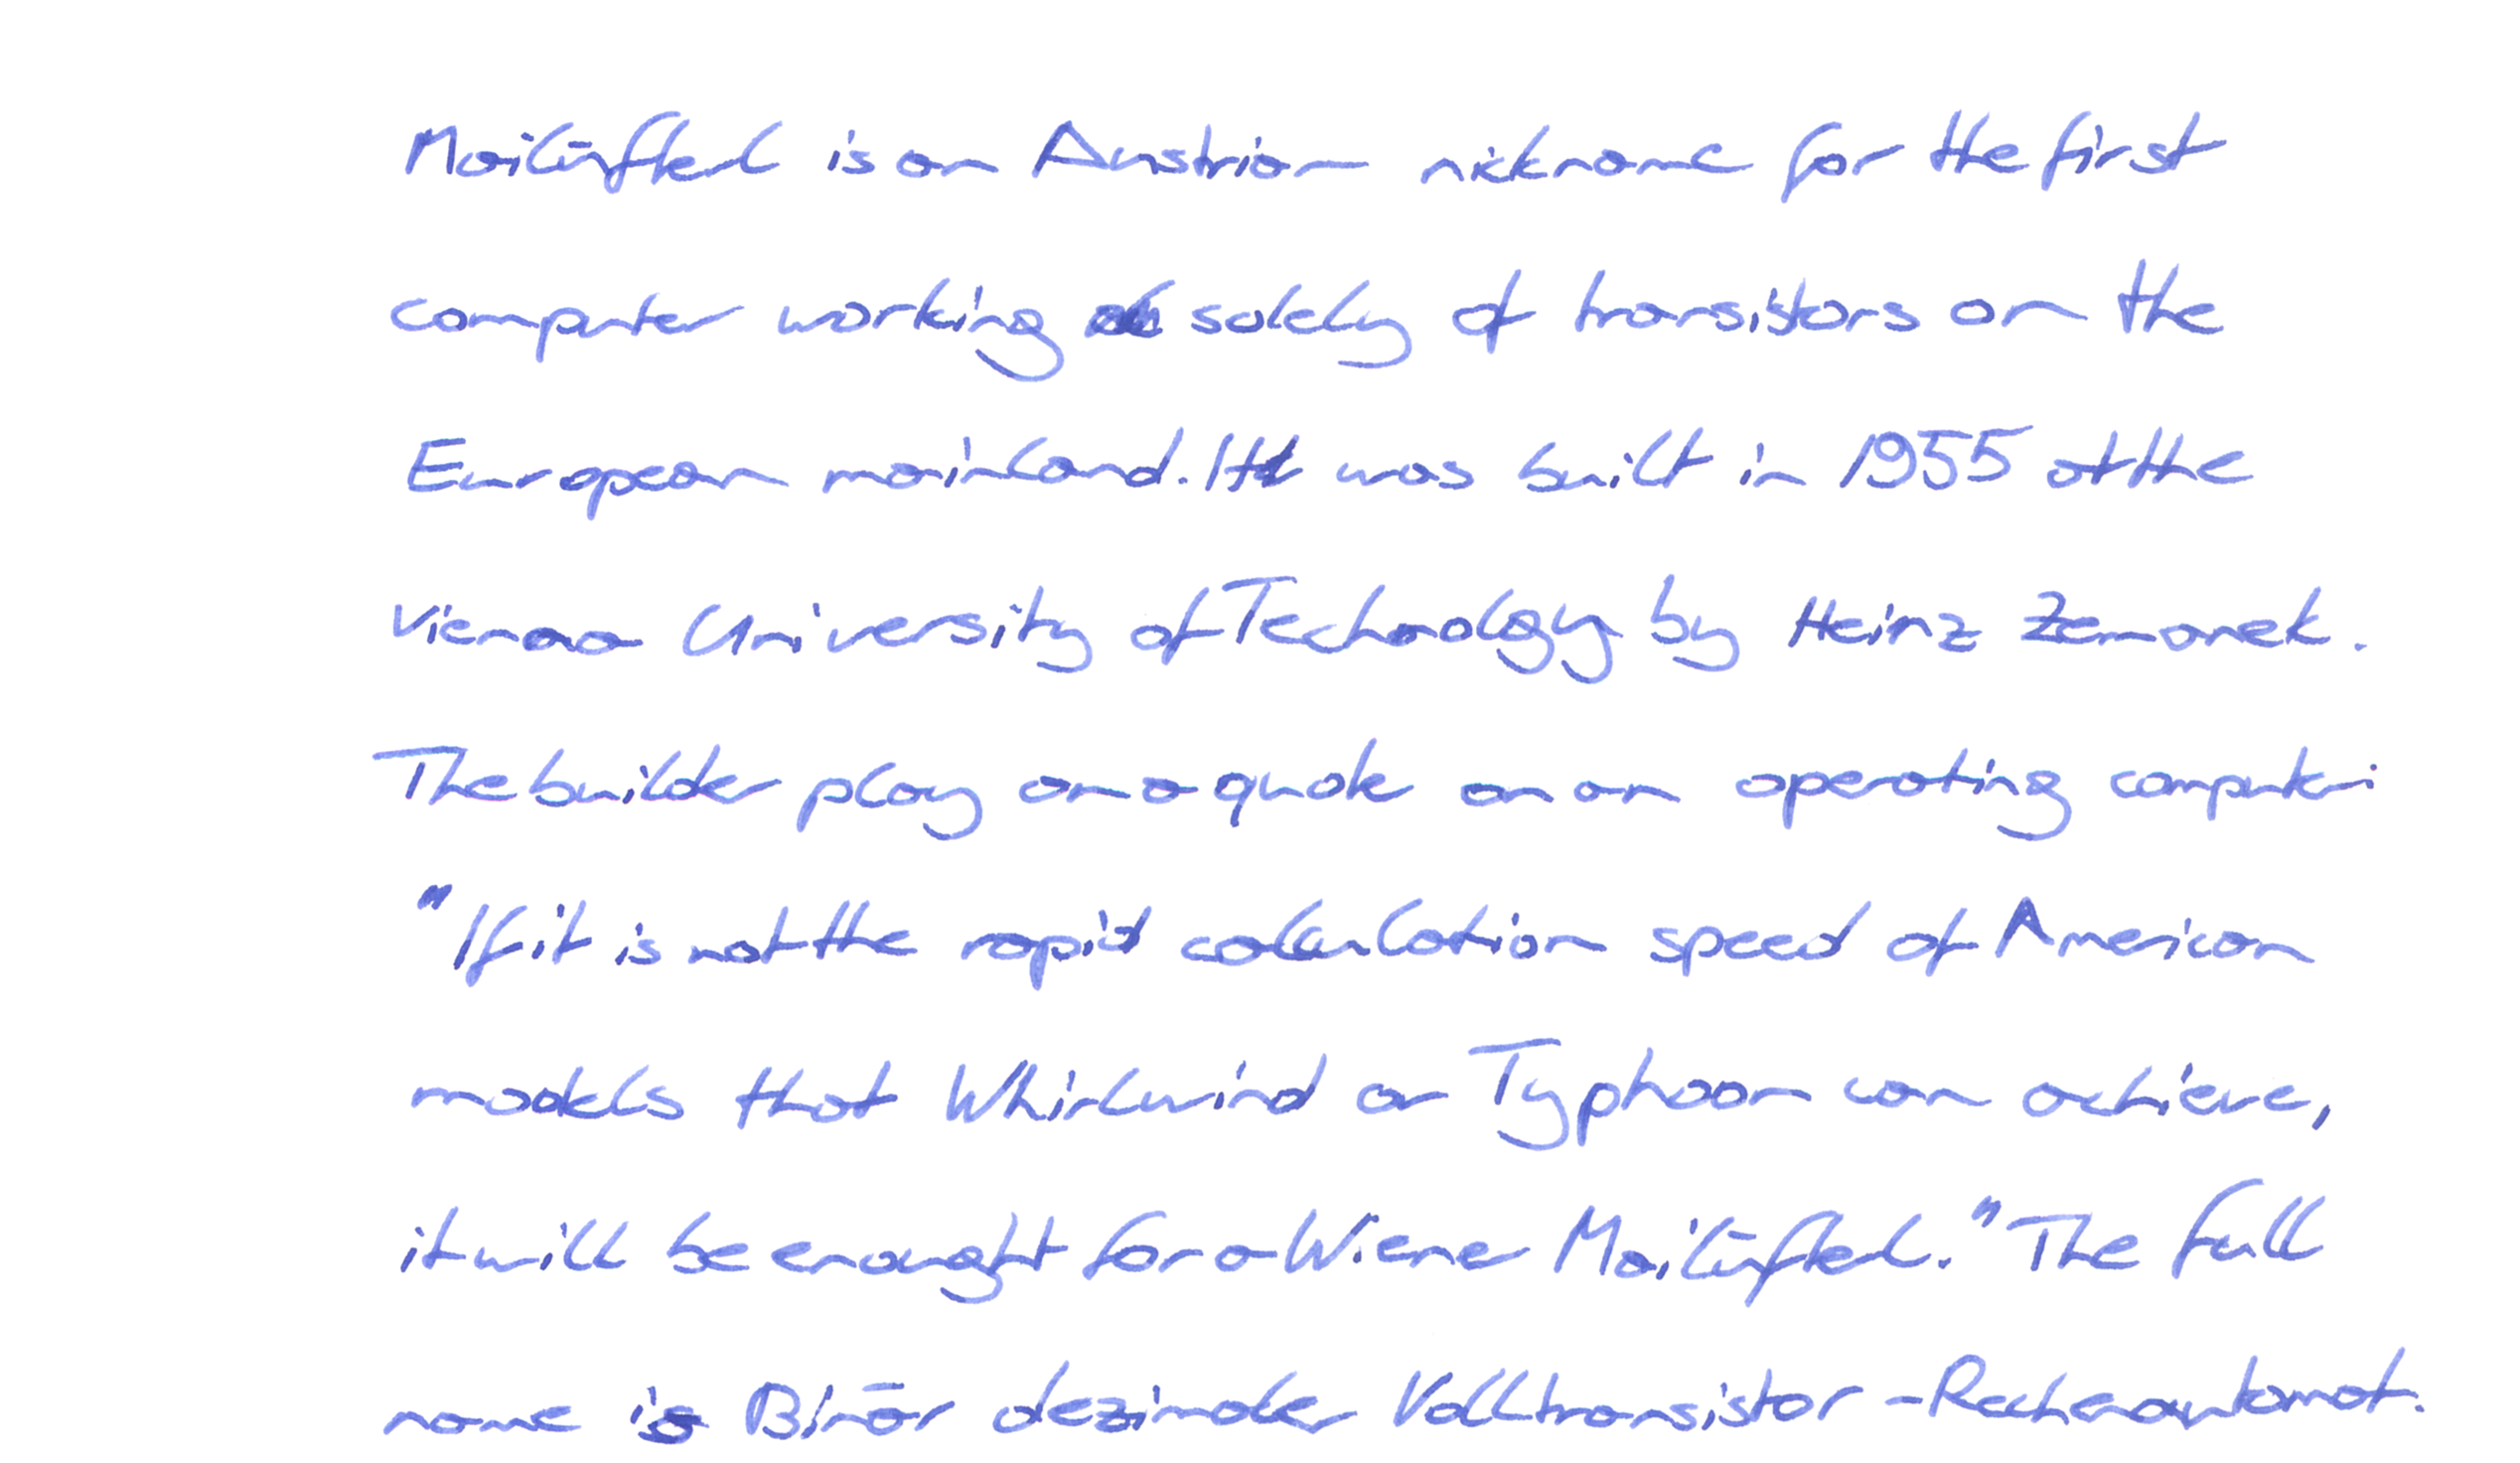 Mailüfterl is an Austrian nickname for the first
computer working solely of transistors on the
European mainland. It was built in 1955 at the
Vienna University of Technology by Heinz Zemanek.
The builder play on a quote on an operating computer:
"If it is not the rapid calculation speed of American
models that Whirlwind or Typhoon can achieve,
it will be enought for a Wiener Mailüfterl." The full
name is Binär dezimaler Volltransistor-Rechenautomat.